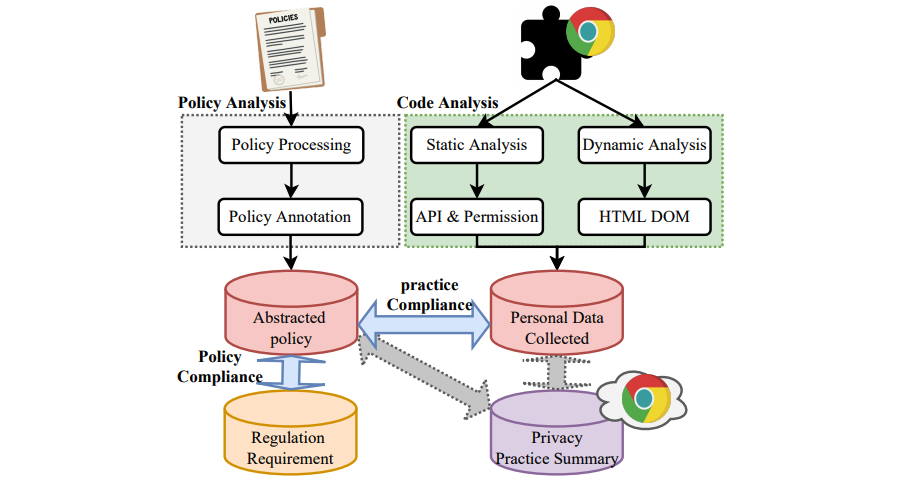 POLICIES
Policy Analysis
Code Analysis
Policy Processing
Static Analysis
Dynamic Analysis
Policy Annotation
API & Permission
HTML DOM
practice
Compliance
Abstracted
policy
Personal Data
Collected
Policy
Compliance
Regulation
Requirement
Privacy
Practice Summary